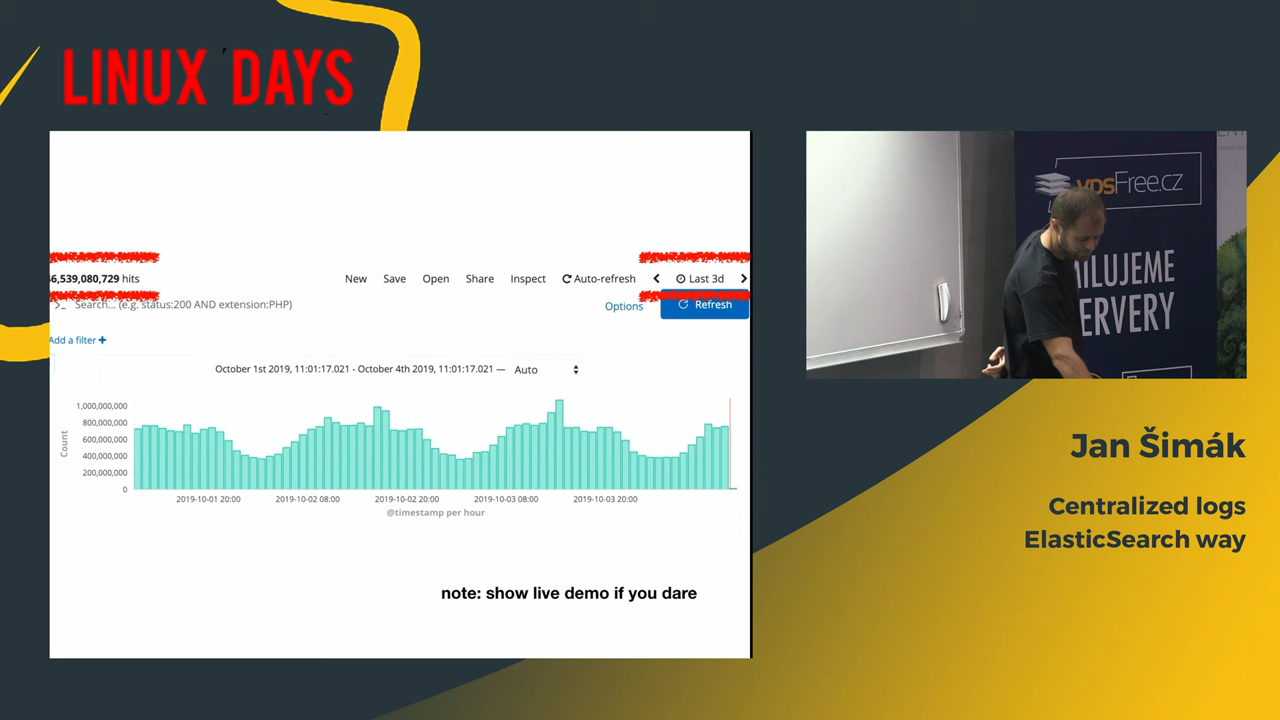 LINUX DAYS
6,539,080,729 hits
New Save Open Share Inspect Auto-refresh Last 3d
>_ Search... (e.g. status:200 AND extension:PHP) Options Refresh
Add a filter +
October 1st 2019, 11:01:17.021 - October 4th 2019, 11:01:17.021 — Auto
1,000,000,000
800,000,000
600,000,000
400,000,000
200,000,000
0
Count
2019-10-01 20:00 2019-10-02 08:00 2019-10-02 20:00 2019-10-03 08:00 2019-10-03 20:00
@timestamp per hour
note: show live demo if you dare
vpsFree.cz
MILUJEME
SERVERY
Jan Šimák
Centralized logs
ElasticSearch way